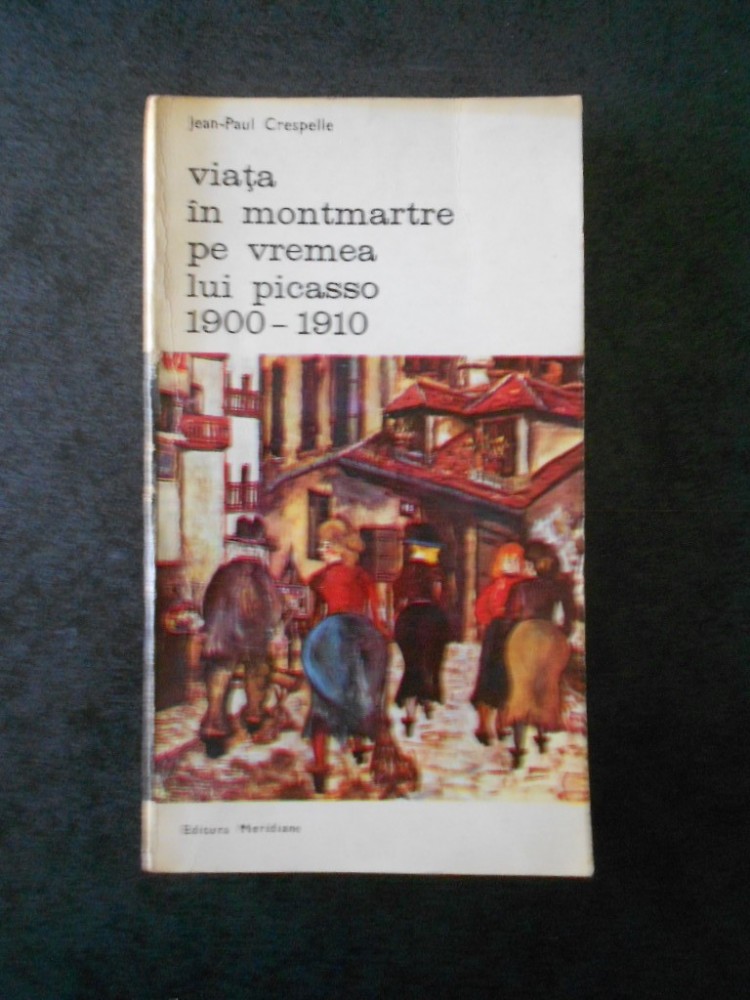 Jean-Paul Crespelle
viaţa
în montmartre
pe vremea
lui picasso
1900 – 1910
Editura Meridiane